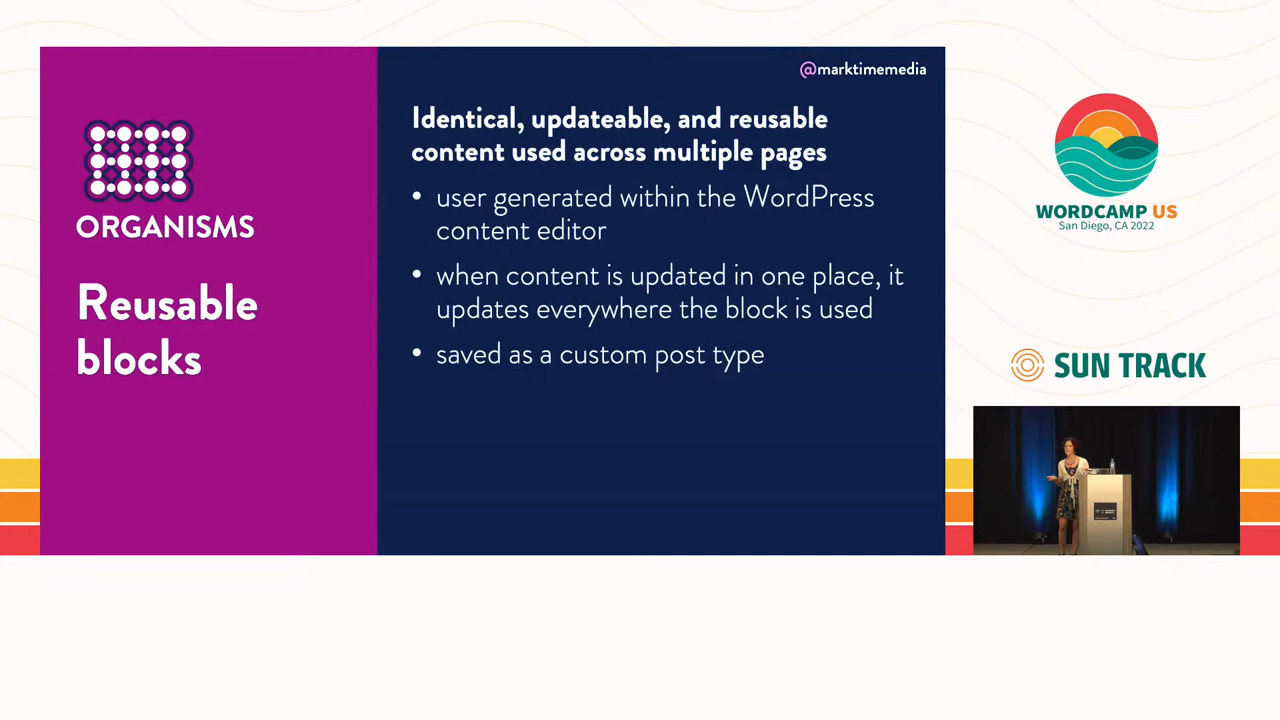 @marktimemedia
ORGANISMS
Reusable
blocks
Identical, updateable, and reusable
content used across multiple pages
• user generated within the WordPress
content editor
• when content is updated in one place, it
updates everywhere the block is used
• saved as a custom post type
WORDCAMP US
San Diego, CA 2022
SUN TRACK